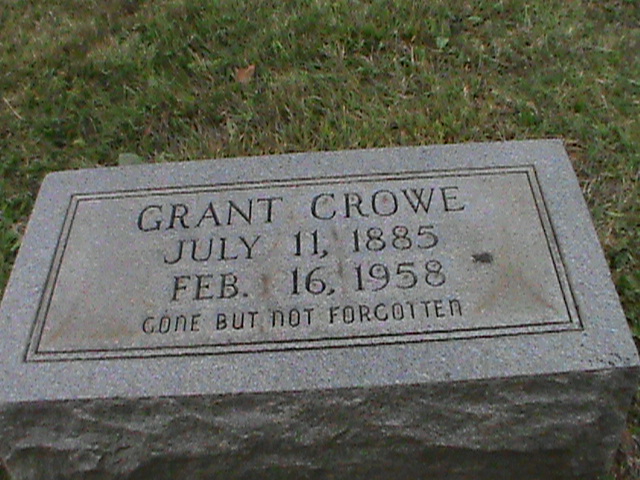 GRANT CROWE
JULY 11, 1885
FEB. 16, 1958
GONE BUT NOT FORGOTTEN